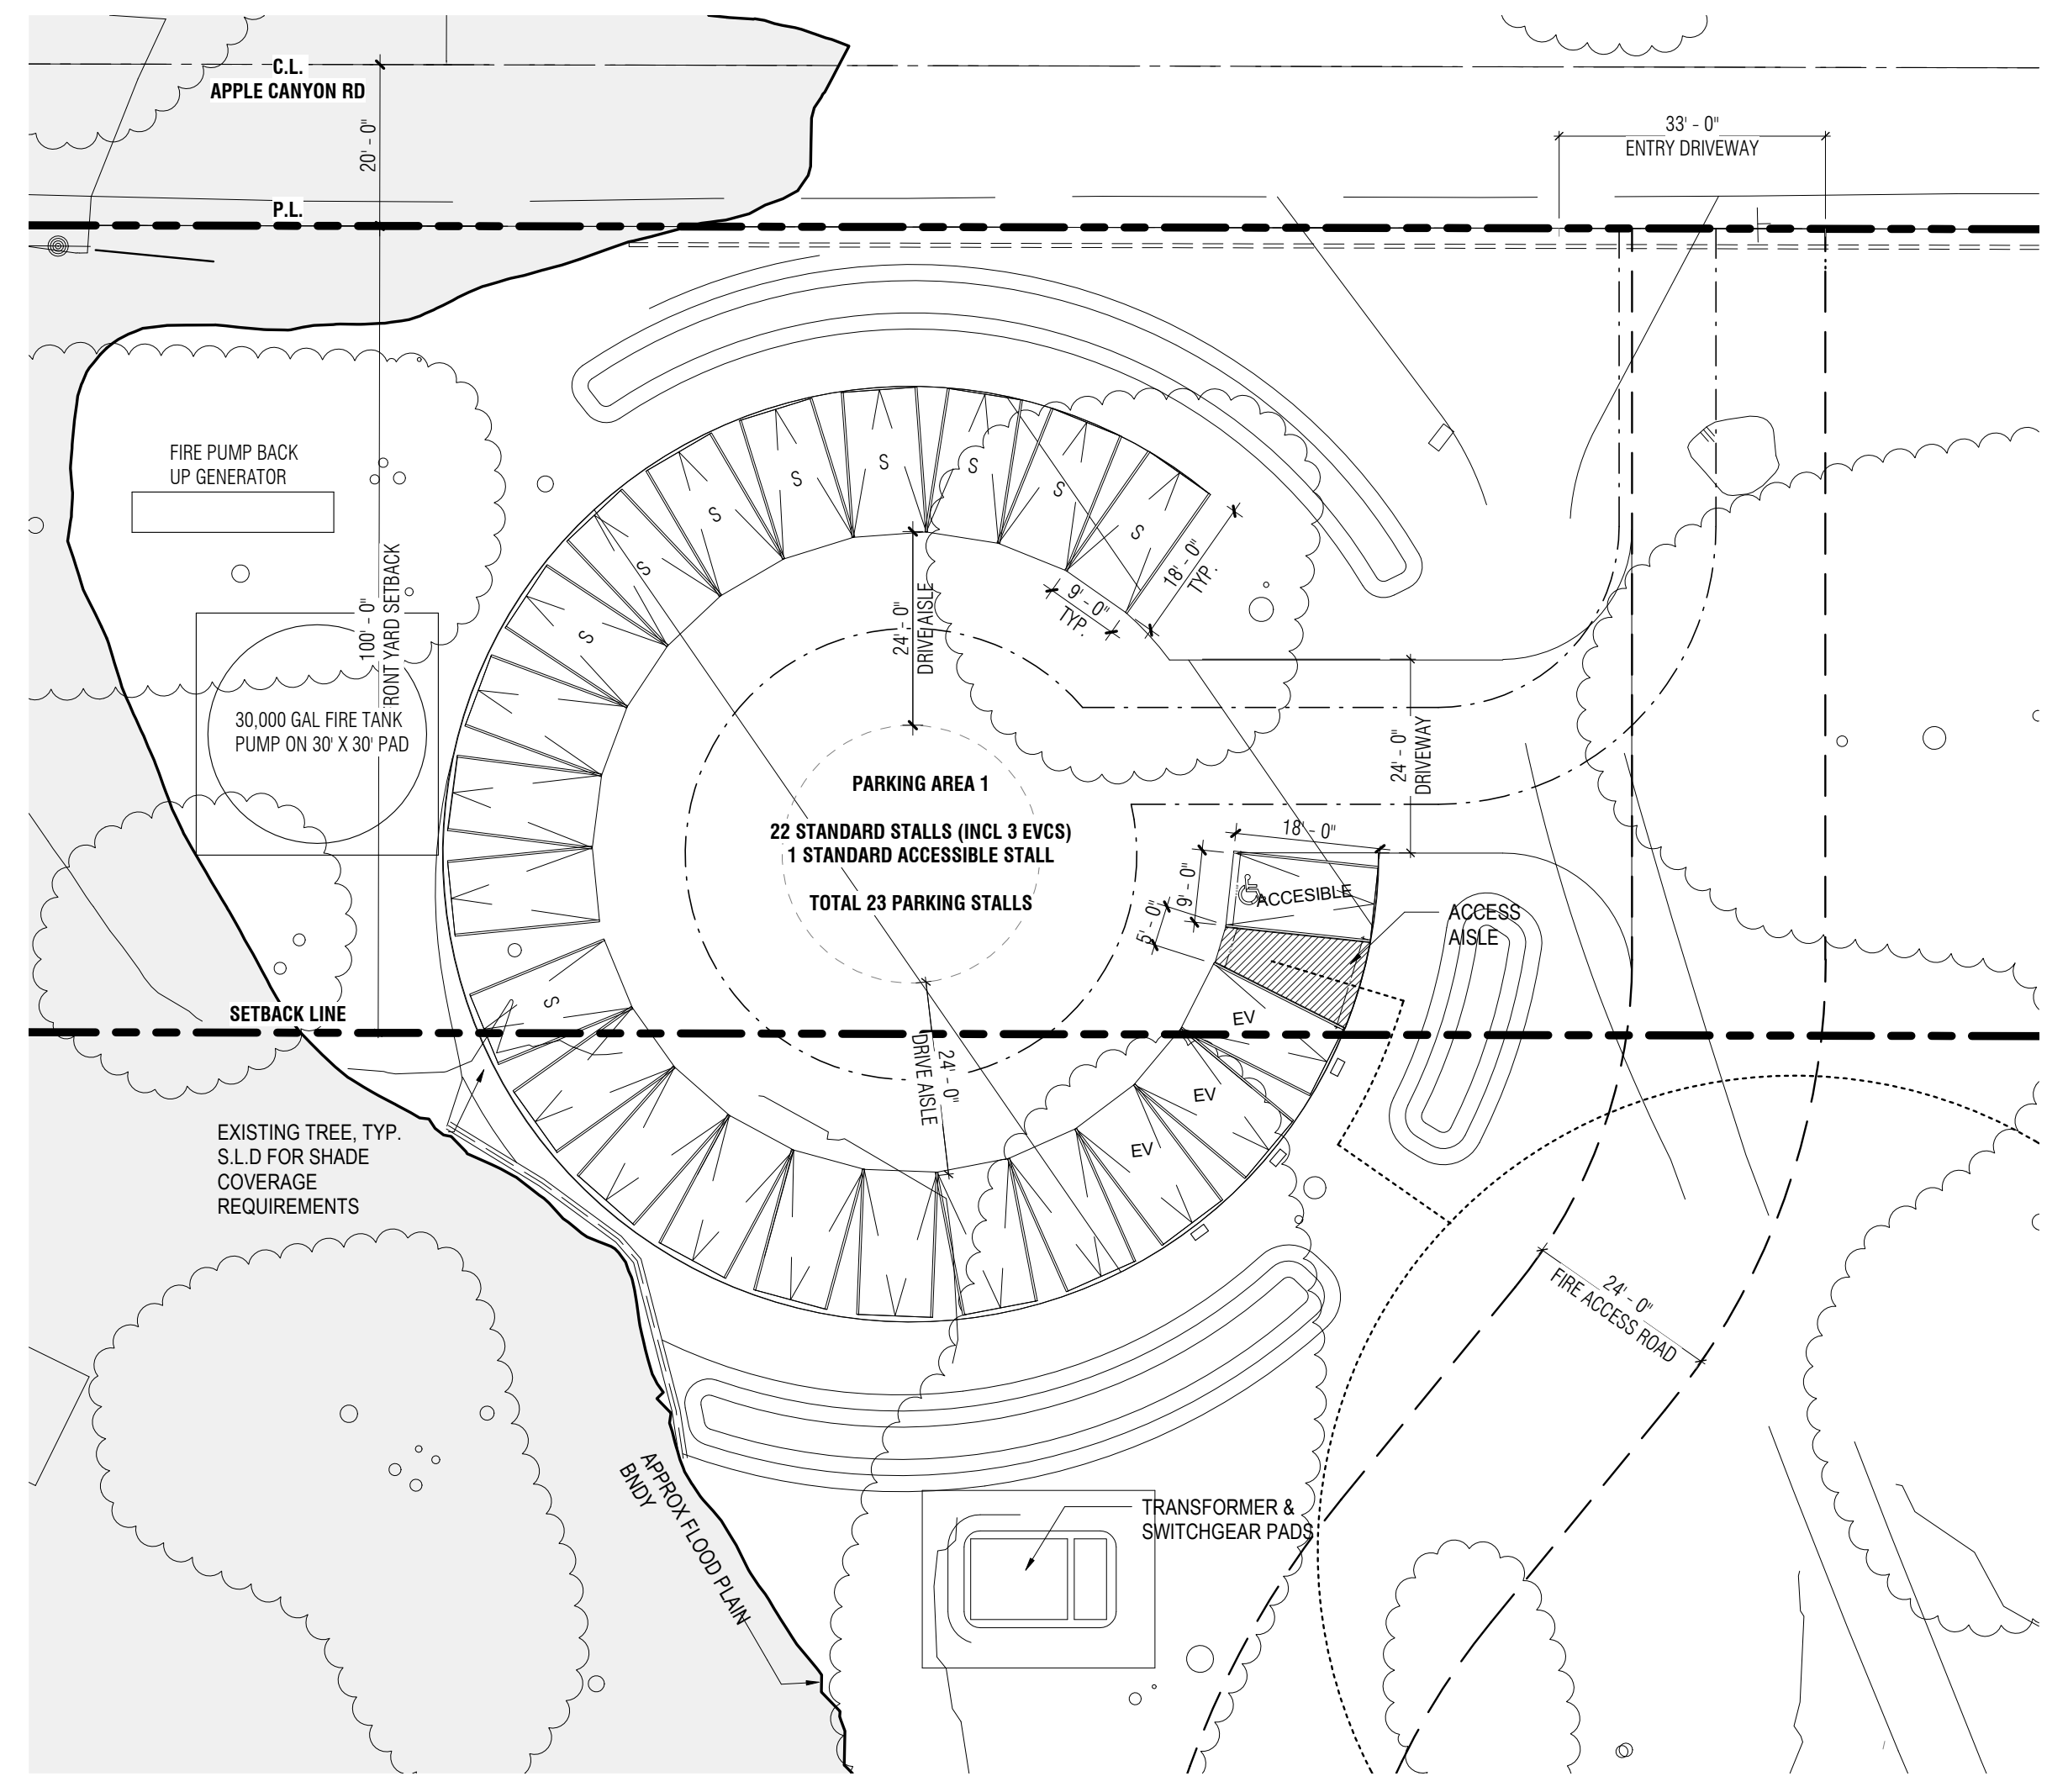 C.L.
APPLE CANYON RD
20' - 0"
33' - 0"
ENTRY DRIVEWAY
P.L.
FIRE PUMP BACK
UP GENERATOR
S
S
S
S
S
S
S
S
18' - 0"
TYP.
9' - 0"
TYP.
24' - 0"
DRIVE AISLE
100' - 0"
FRONT YARD SETBACK
30,000 GAL FIRE TANK
PUMP ON 30' X 30' PAD
24' - 0"
DRIVEWAY
PARKING AREA 1
22 STANDARD STALLS (INCL 3 EVCS)
1 STANDARD ACCESSIBLE STALL
TOTAL 23 PARKING STALLS
18' - 0"
9' - 0"
5' - 0"
ACCESIBLE
ACCESS
AISLE
S
SETBACK LINE
EV
EV
EV
24' - 0"
DRIVE AISLE
EXISTING TREE, TYP.
S.L.D FOR SHADE
COVERAGE
REQUIREMENTS
24' - 0"
FIRE ACCESS ROAD
APPROX FLOOD PLAIN
BNDY
TRANSFORMER &
SWITCHGEAR PADS